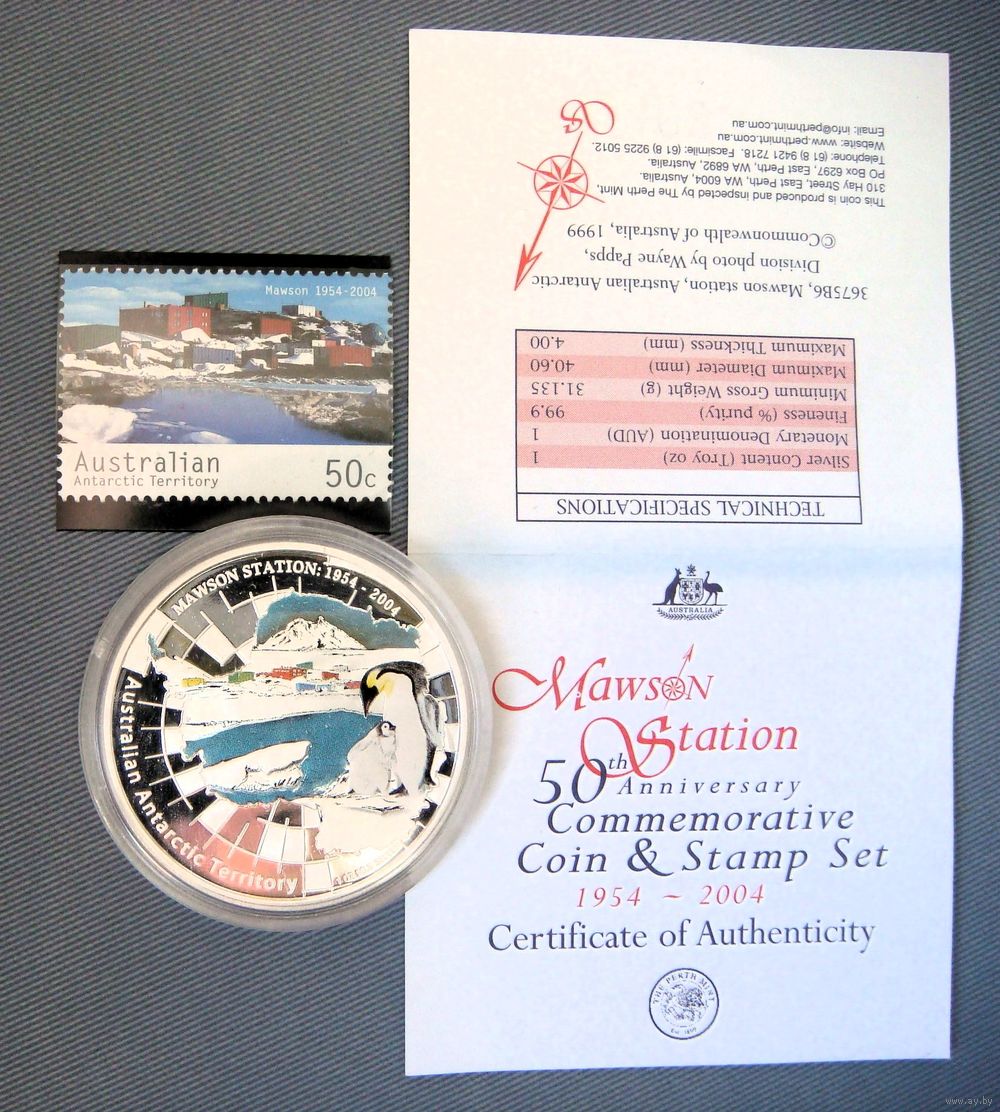 Mawson 1954-2004
Australian
Antarctic Territory
50c
MAWSON STATION: 1954 - 2004
Australian Antarctic Territory
This coin is produced and inspected by The Perth Mint,
310 Hay Street, East Perth, WA 6004, Australia.
PO Box 6297, East Perth, WA 6892, Australia.
Telephone: (61 8) 9421 7218. Facsimile: (61 8) 9225 5012.
Website: www.perthmint.com.au
Email: info@perthmint.com.au
3675B6, Mawson station, Australian Antarctic
Division photo by Wayne Papps,
©Commonwealth of Australia, 1999
TECHNICAL SPECIFICATIONS
Silver Content (Troy oz) 1
Monetary Denomination (AUD) 1
Fineness (% purity) 99.9
Minimum Gross Weight (g) 31.135
Maximum Diameter (mm) 40.60
Maximum Thickness (mm) 4.00
AUSTRALIA
Mawson
Station
50th Anniversary
Commemorative
Coin & Stamp Set
1954 ~ 2004
Certificate of Authenticity
THE PERTH MINT
Est 1899
www.ay.by